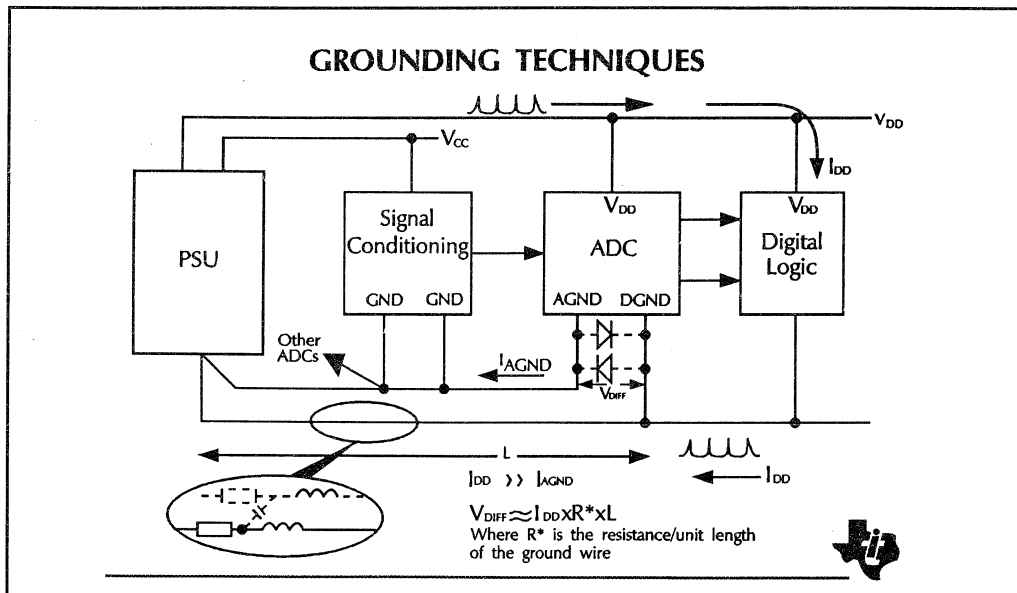 GROUNDING TECHNIQUES
VDD
VCC
IDD
PSU
Signal
Conditioning
GND GND
VDD
ADC
AGND DGND
VDD
Digital
Logic
Other
ADCs
IAGND
VDIFF
L
IDD
IDD >> IAGND
VDIFF≈IDDxR*xL
Where R* is the resistance/unit length
of the ground wire
i